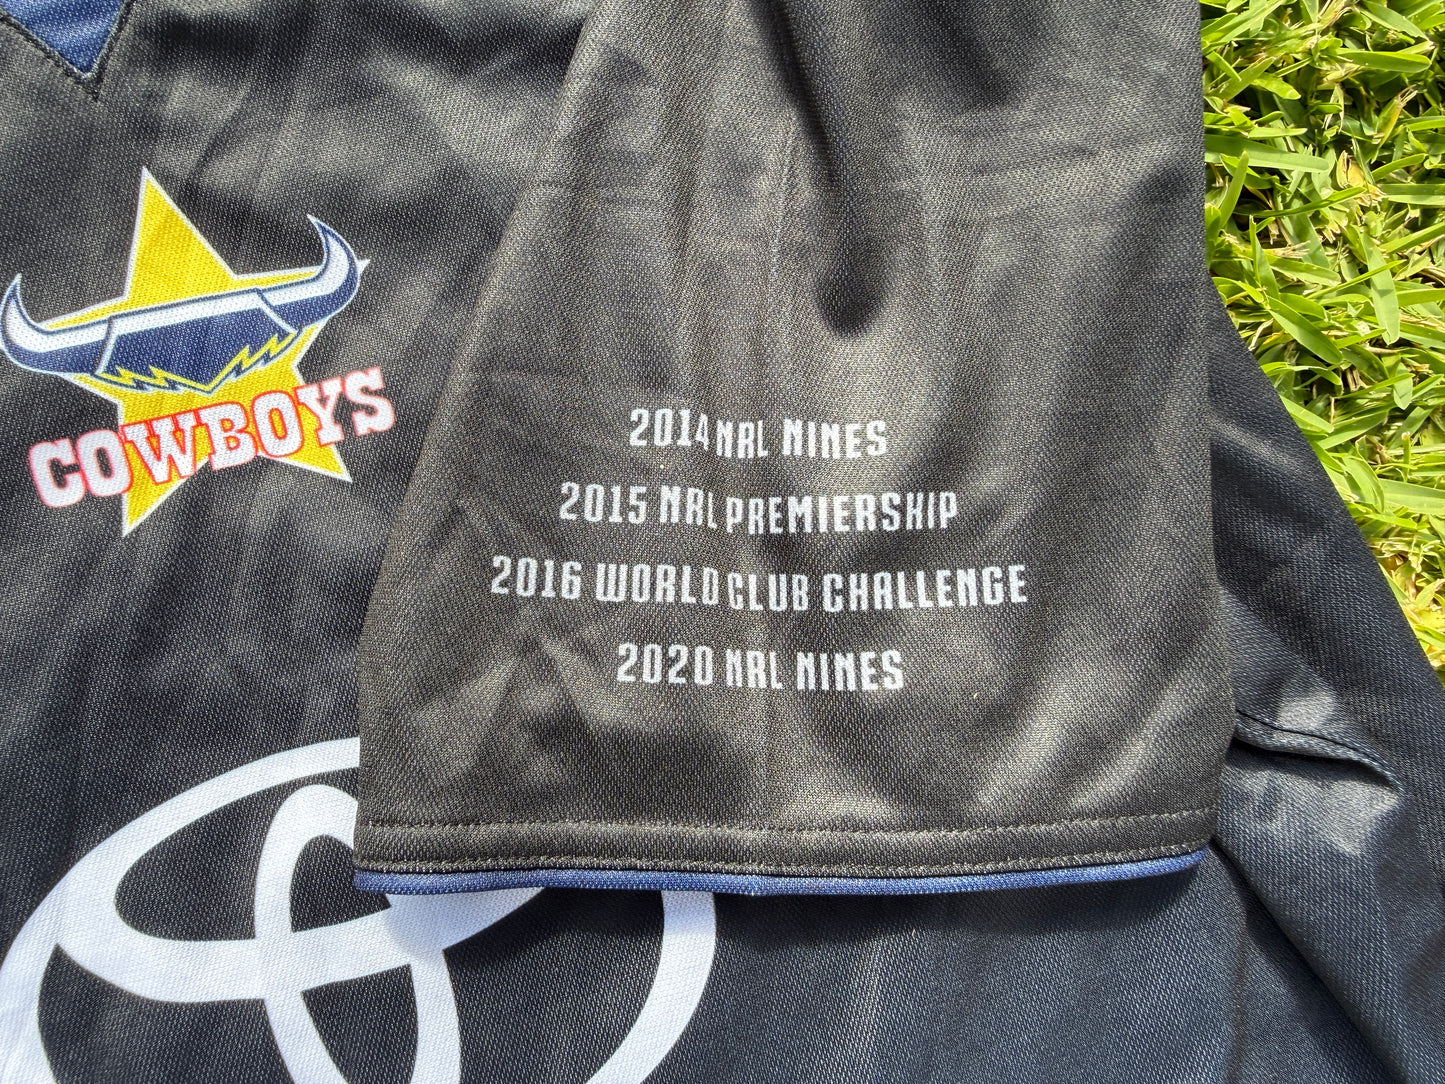 COWBOYS
2014 NRL NINES
2015 NRL PREMIERSHIP
2016 WORLD CLUB CHALLENGE
2020 NRL NINES